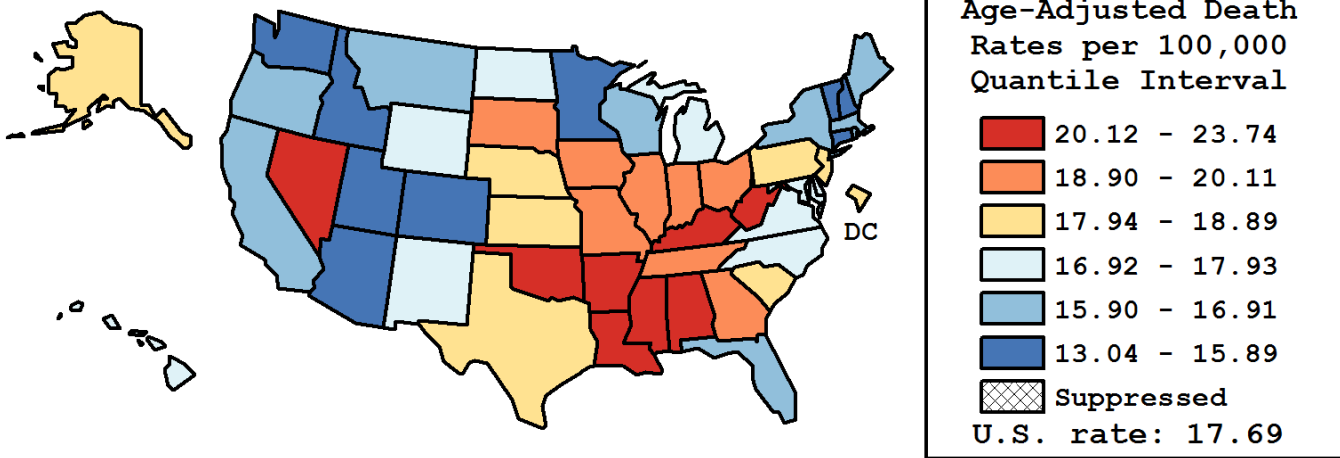 Age-Adjusted Death
Rates per 100,000
Quantile Interval
20.12 - 23.74
18.90 - 20.11
17.94 - 18.89
16.92 - 17.93
15.90 - 16.91
13.04 - 15.89
Suppressed
U.S. rate: 17.69
DC